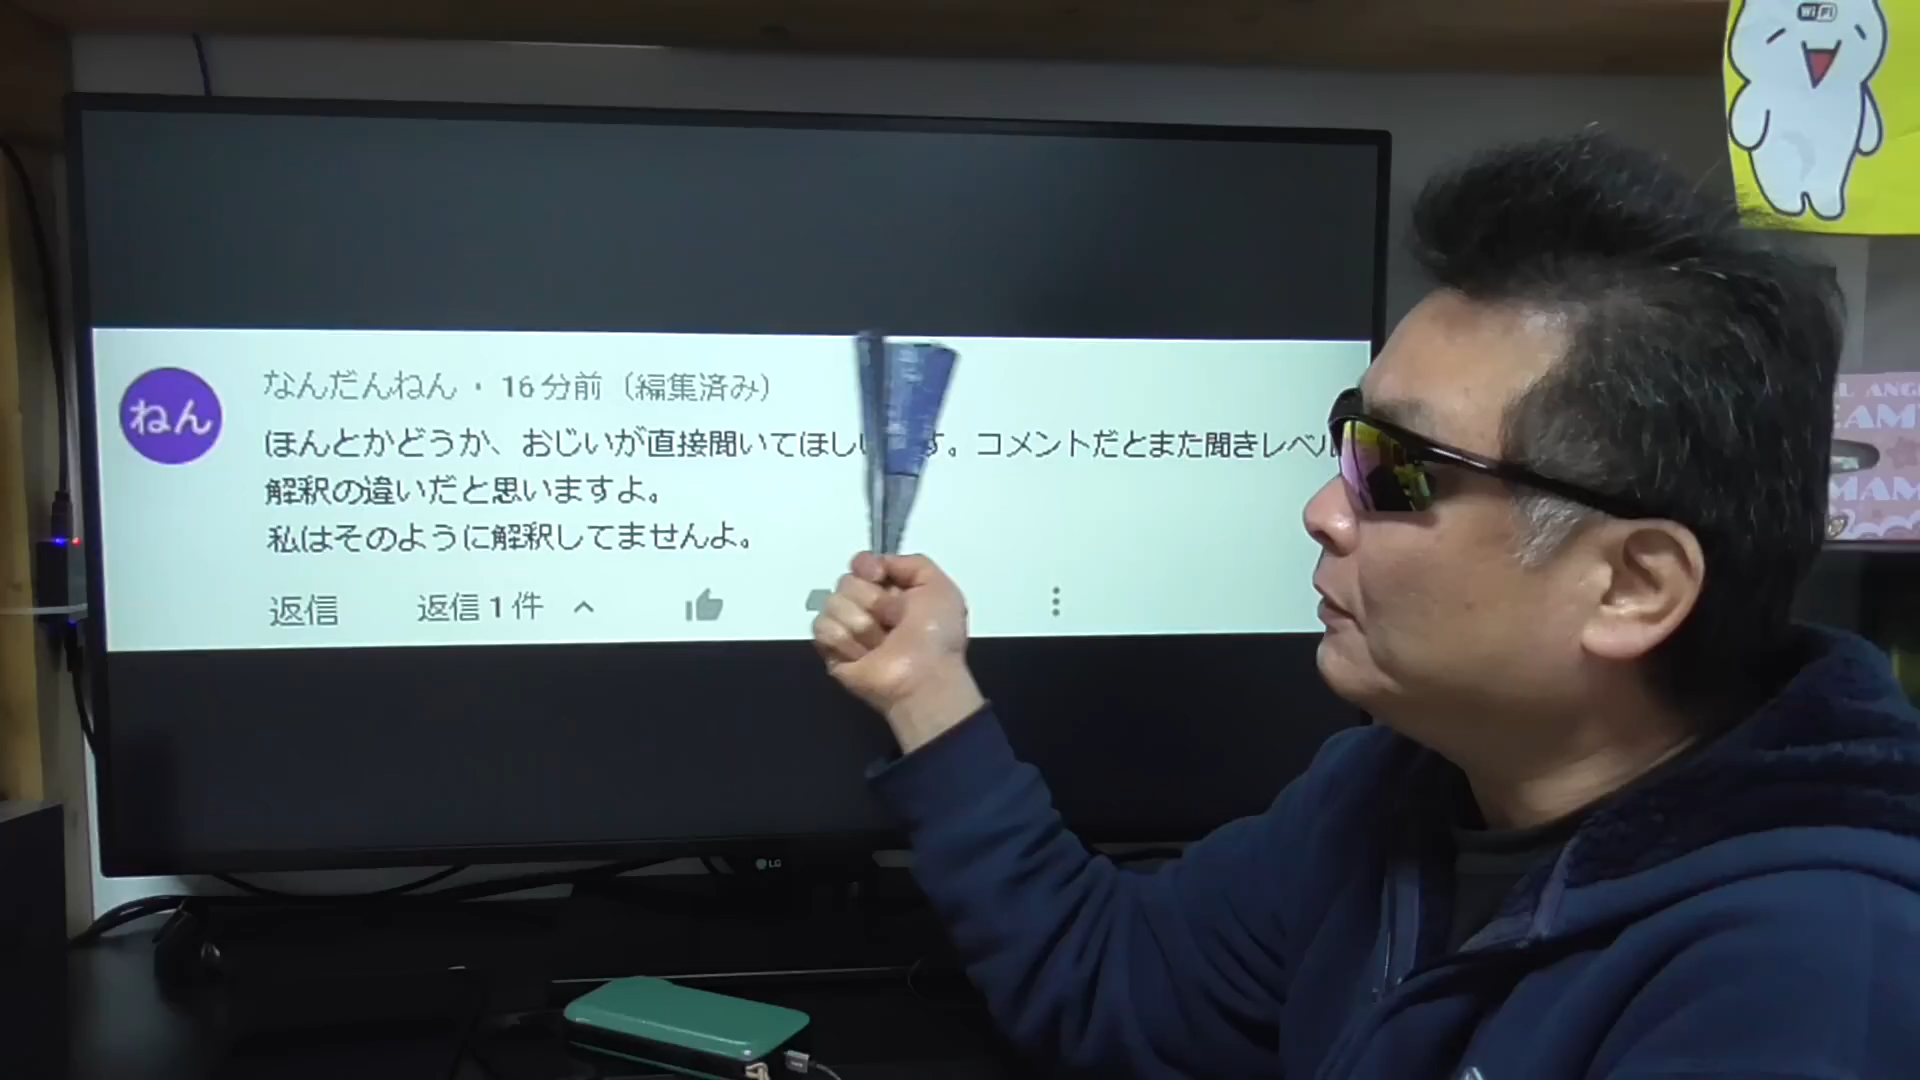 WiFi
なんだんねん・16分前（編集済み）
ねん
ほんとかどうか、おじいが直接聞いてほし す。コメントだとまた聞きレベル
解釈の違いだと思いますよ。
私はそのように解釈してませんよ。
返信 返信1件
LG